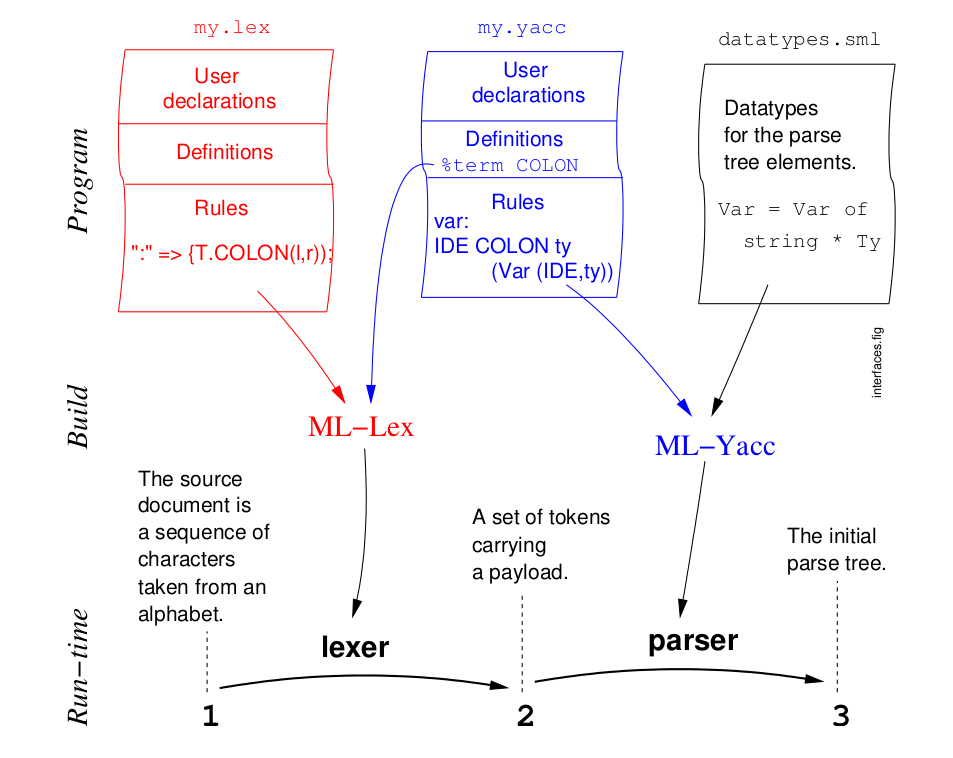 my.lex
User
declarations
Definitions
Rules
":" => {T.COLON(l,r));
my.yacc
User
declarations
Definitions
%term COLON
Rules
var:
IDE COLON ty
(Var (IDE,ty))
datatypes.sml
Datatypes
for the parse
tree elements.
Var = Var of
string * Ty
interfaces.fig
Program
Build
ML−Lex
ML−Yacc
The source
document is
a sequence of
characters
taken from an
alphabet.
A set of tokens
carrying
a payload.
The initial
parse tree.
Run−time
lexer
parser
1
2
3